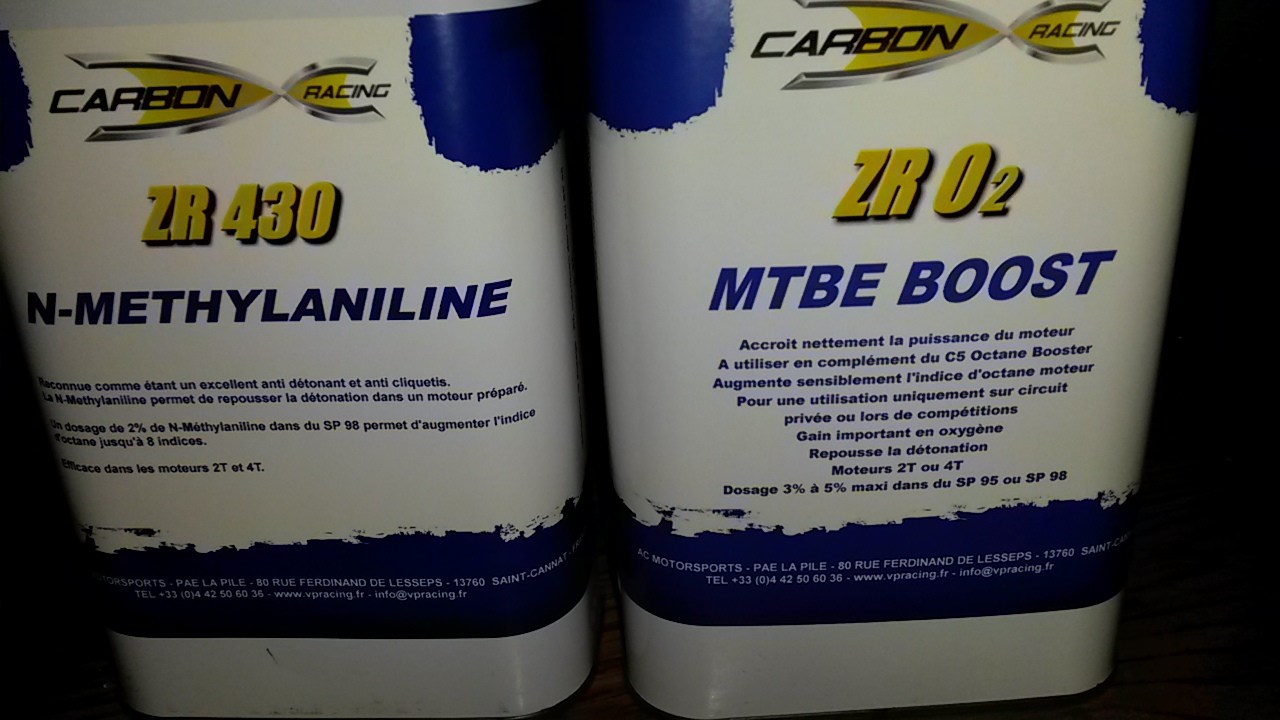 CARBON RACING
ZR 430
N-METHYLANILINE
Reconnue comme étant un excellent anti détonant et anti cliquetis.
La N-Methylaniline permet de repousser la détonation dans un moteur préparé.
Un dosage de 2% de N-Méthylaniline dans du SP 98 permet d'augmenter l'indice
d'octane jusqu'à 8 indices.
Efficace dans les moteurs 2T et 4T.
MOTORSPORTS - PAE LA PILE - 80 RUE FERDINAND DE LESSEPS - 13760 SAINT-CANNAT
TEL +33 (0)4 42 50 60 36 - www.vpracing.fr - info@vpracing.fr
CARBON RACING
ZR O2
MTBE BOOST
Accroit nettement la puissance du moteur
A utiliser en complément du C5 Octane Booster
Augmente sensiblement l'indice d'octane moteur
Pour une utilisation uniquement sur circuit
privée ou lors de compétitions
Gain important en oxygène
Repousse la détonation
Moteurs 2T ou 4T
Dosage 3% à 5% maxi dans du SP 95 ou SP 98
AC MOTORSPORTS - PAE LA PILE - 80 RUE FERDINAND DE LESSEPS - 13760 SAINT-CANNAT
TEL +33 (0)4 42 50 60 36 - www.vpracing.fr - info@vpracing.fr